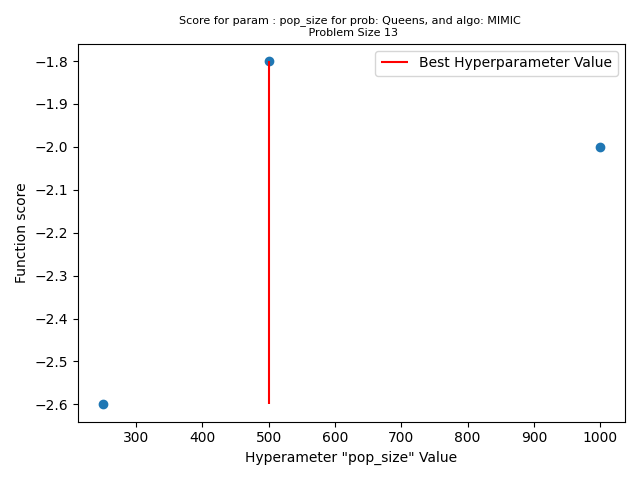 Score for param : pop_size for prob: Queens, and algo: MIMIC
Problem Size 13
Best Hyperparameter Value
−1.8
−1.9
−2.0
−2.1
−2.2
−2.3
−2.4
−2.5
−2.6
Function score
300 400 500 600 700 800 900 1000
Hyperameter "pop_size" Value